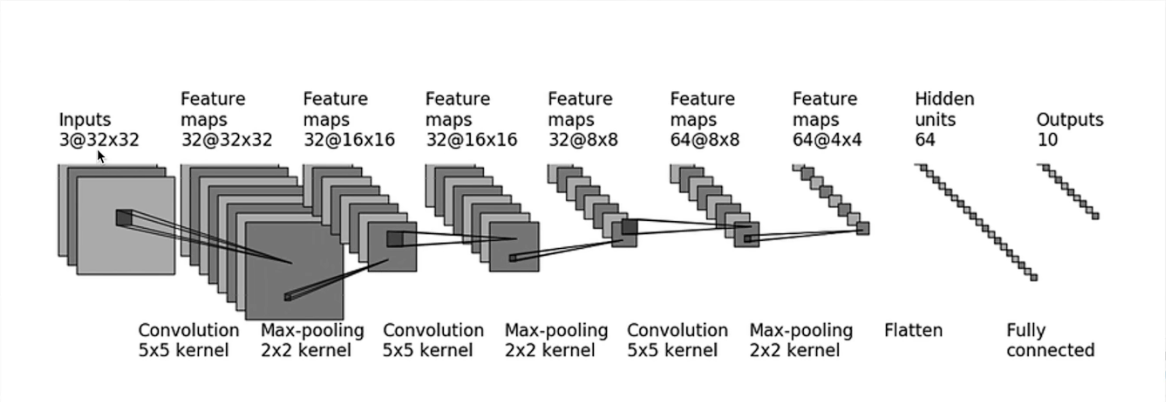 Inputs
3@32x32
Feature
maps
32@32x32
Feature
maps
32@16x16
Feature
maps
32@16x16
Feature
maps
32@8x8
Feature
maps
64@8x8
Feature
maps
64@4x4
Hidden
units
64
Outputs
10
Convolution
5x5 kernel
Max-pooling
2x2 kernel
Convolution
5x5 kernel
Max-pooling
2x2 kernel
Convolution
5x5 kernel
Max-pooling
2x2 kernel
Flatten
Fully
connected